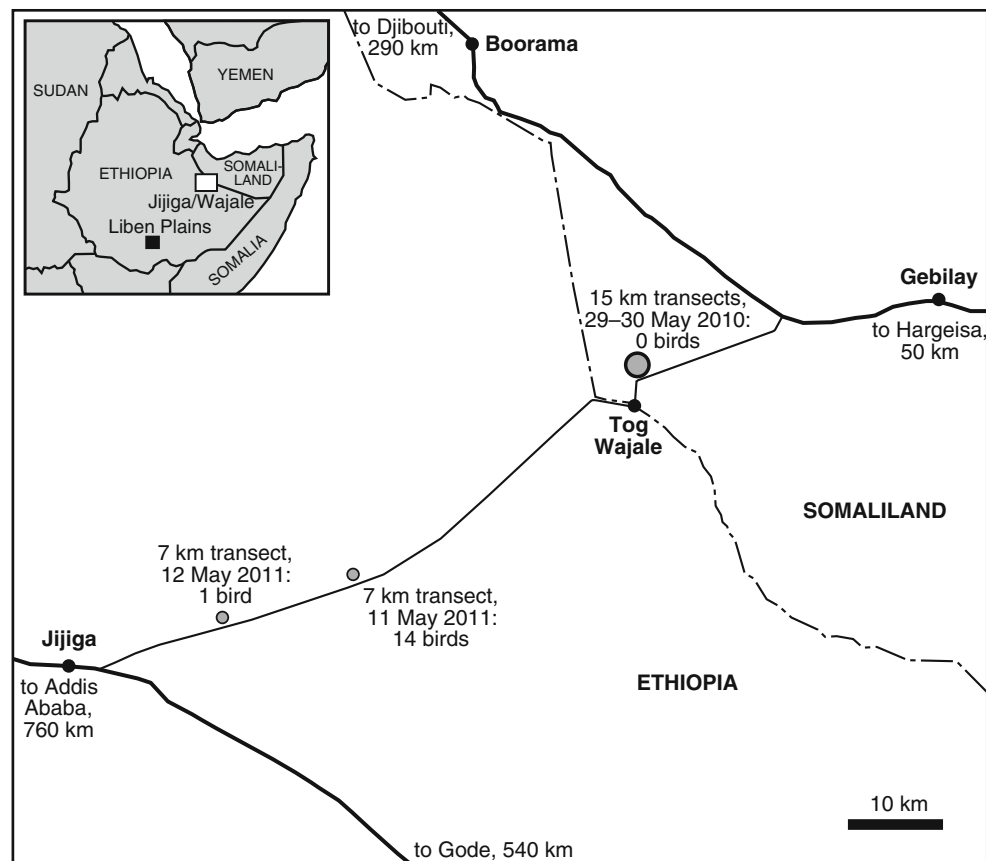 SUDAN
YEMEN
ETHIOPIA
SOMALI-
LAND
Jijiga/Wajale
Liben Plains
SOMALIA
to Djibouti,
290 km
Boorama
15 km transects,
29–30 May 2010:
0 birds
Gebilay
to Hargeisa,
50 km
Tog
Wajale
SOMALILAND
7 km transect,
12 May 2011:
1 bird
7 km transect,
11 May 2011:
14 birds
Jijiga
to Addis
Ababa,
760 km
ETHIOPIA
10 km
to Gode, 540 km